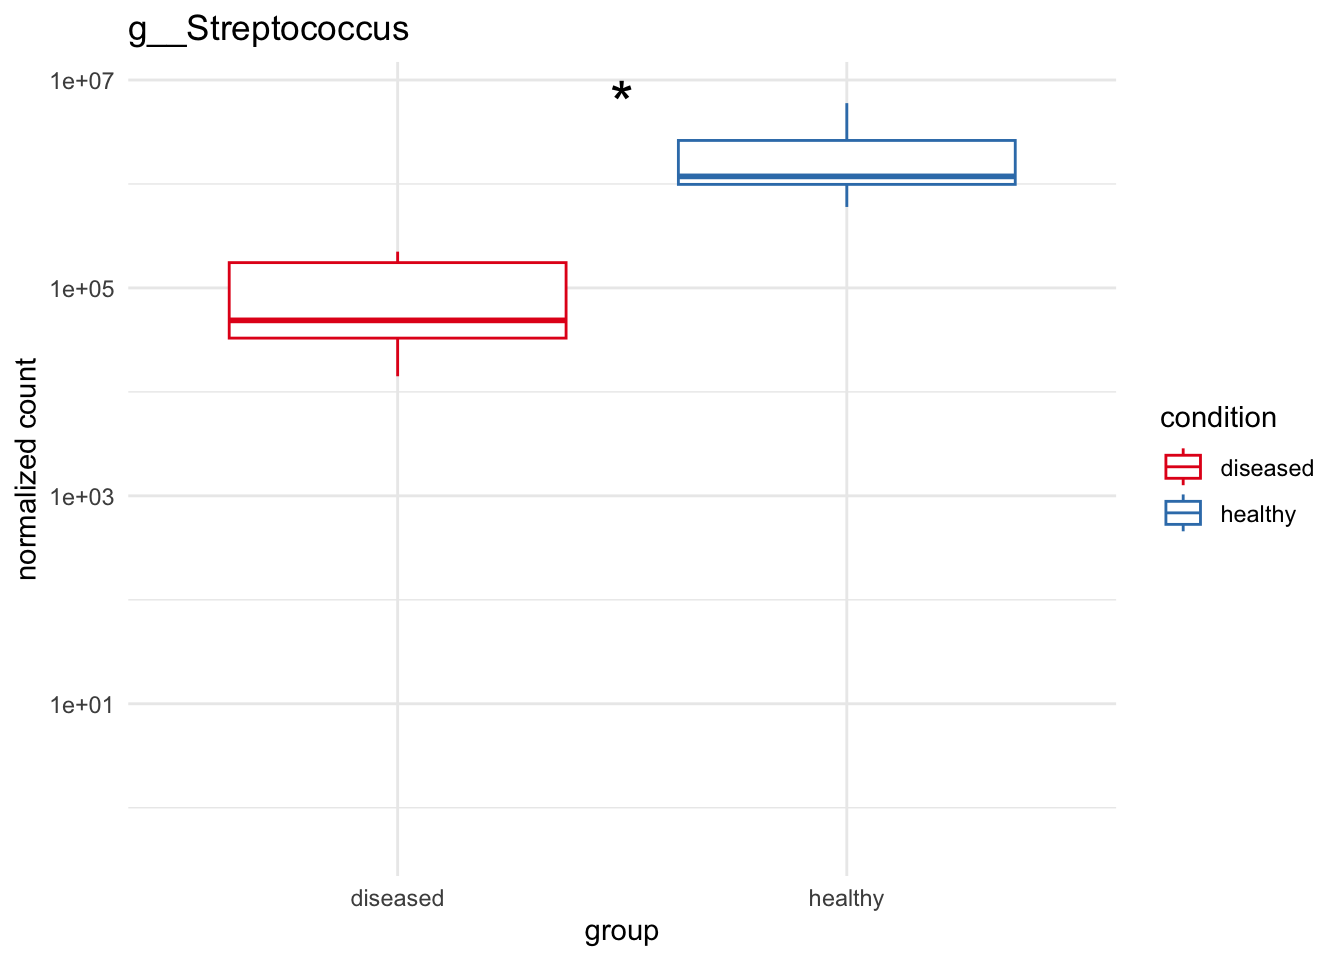 g__Streptococcus
*
1e+07
1e+05
1e+03
1e+01
normalized count
diseased
healthy
group
condition
diseased
healthy